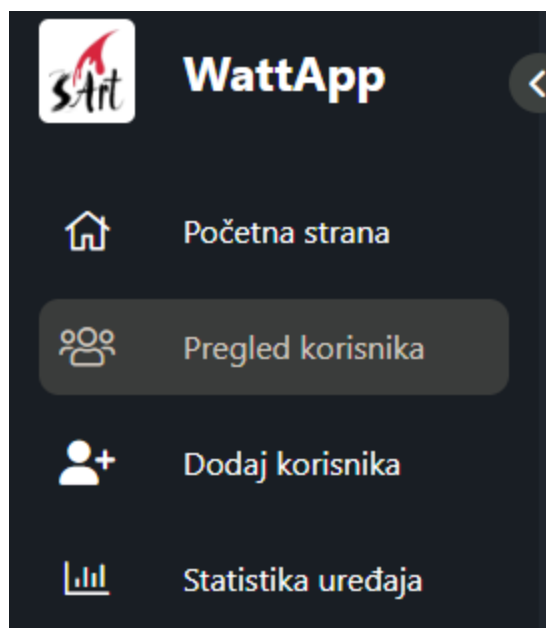 sArt
WattApp
Početna strana
Pregled korisnika
Dodaj korisnika
Statistika uređaja